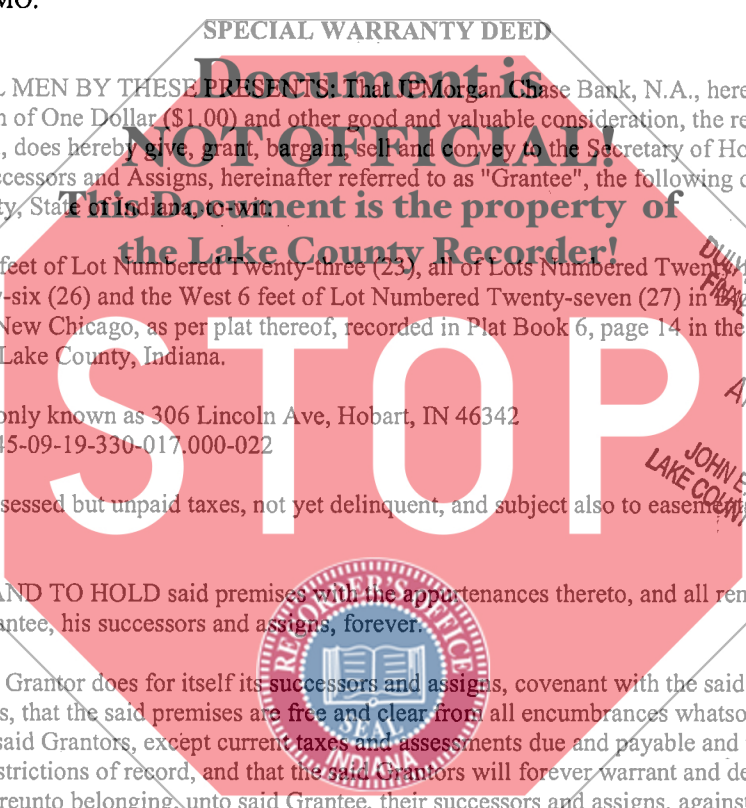 MO.
SPECIAL WARRANTY DEED
Document is
L MEN BY THESE PRESENTS: That JPMorgan Chase Bank, N.A., here
n of One Dollar ($1.00) and other good and valuable consideration, the re
NOT OFFICIAL!
, does hereby give, grant, bargain, sell and convey to the Secretary of Ho
ccessors and Assigns, hereinafter referred to as "Grantee", the following
ty, State of Indiana, to-wit:
This Document is the property of
the Lake County Recorder!
feet of Lot Numbered Twenty-three (23), all of Lots Numbered Twenty
y-six (26) and the West 6 feet of Lot Numbered Twenty-seven (27) in
New Chicago, as per plat thereof, recorded in Plat Book 6, page 14 in the
Lake County, Indiana.
STOP
only known as 306 Lincoln Ave, Hobart, IN 46342
45-09-19-330-017.000-022
JOHN E
LAKE COUNT
sessed but unpaid taxes, not yet delinquent, and subject also to easements
AND TO HOLD said premises with the appurtenances thereto, and all ren
antee, his successors and assigns, forever.
RECORDER'S OFFICE
SEAL
INDIANA
Grantor does for itself its successors and assigns, covenant with the said
s, that the said premises are free and clear from all encumbrances whatso
said Grantors, except current taxes and assessments due and payable and
strictions of record, and that the said Grantors will forever warrant and de
reunto belonging, unto said Grantee, their successors and assigns, against